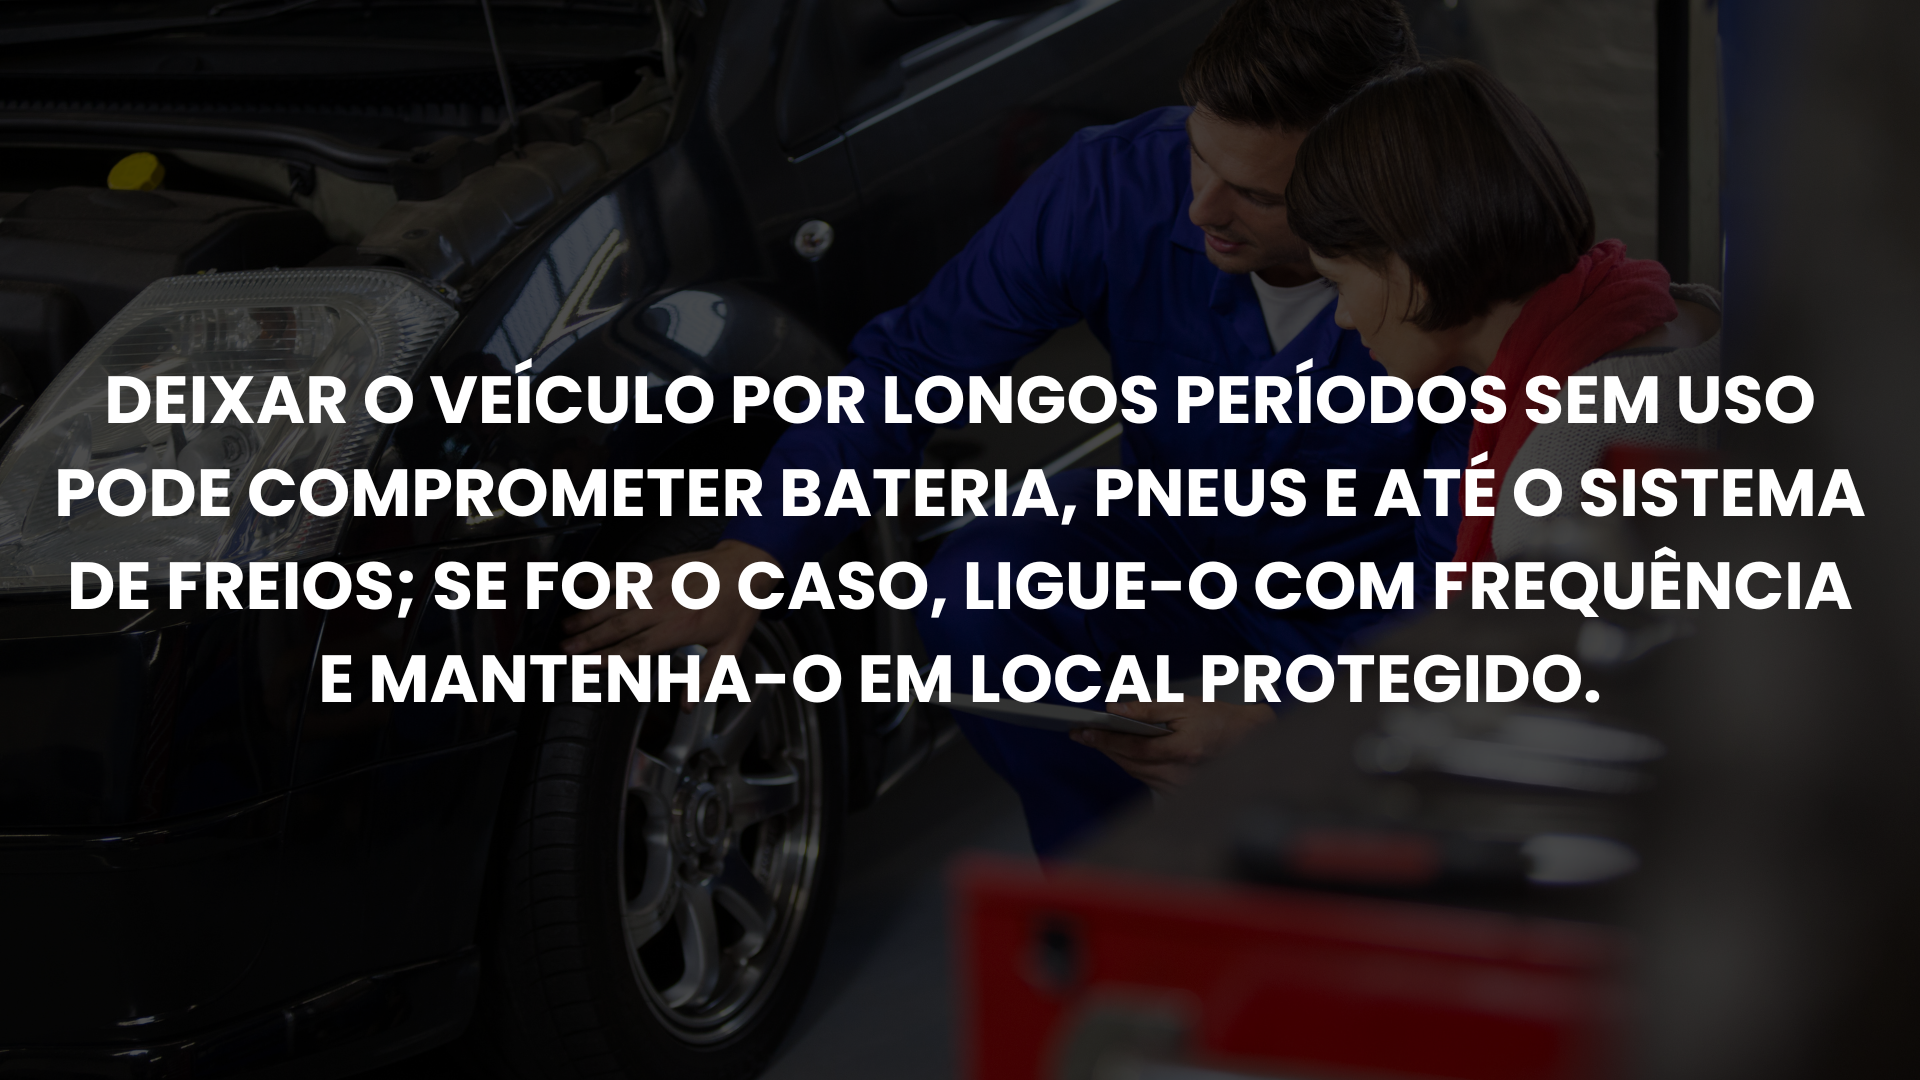 DEIXAR O VEÍCULO POR LONGOS PERÍODOS SEM USO
PODE COMPROMETER BATERIA, PNEUS E ATÉ O SISTEMA
DE FREIOS; SE FOR O CASO, LIGUE-O COM FREQUÊNCIA
E MANTENHA-O EM LOCAL PROTEGIDO.